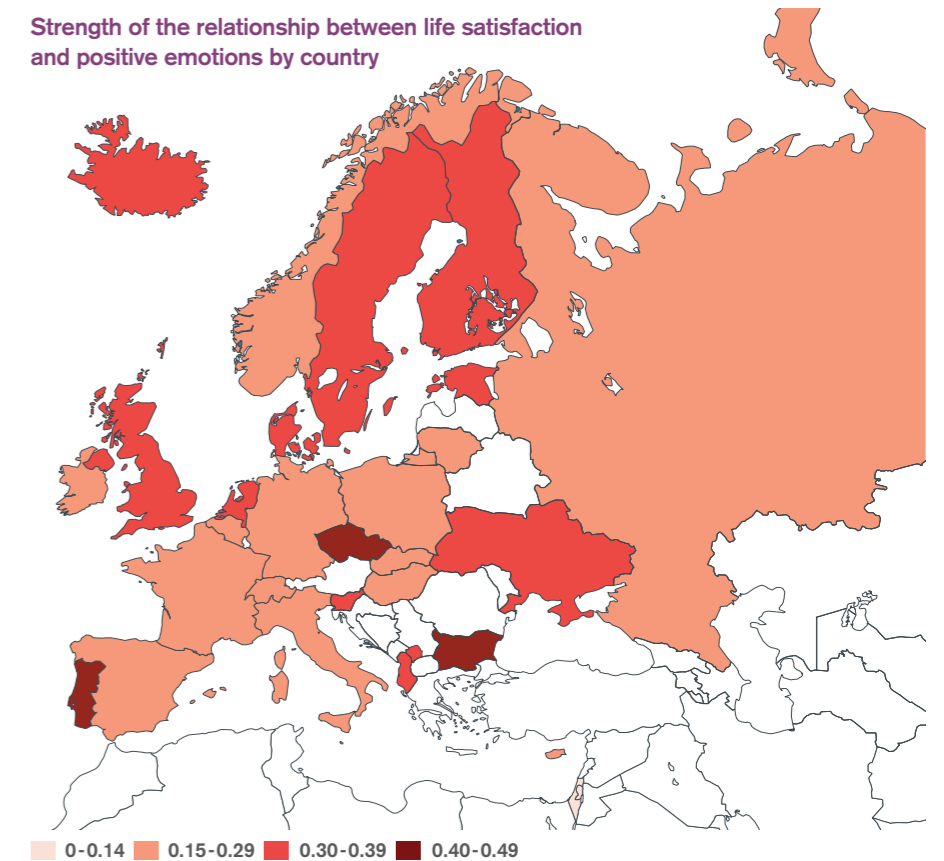 Strength of the relationship between life satisfaction
and positive emotions by country
0-0.14 0.15-0.29 0.30-0.39 0.40-0.49